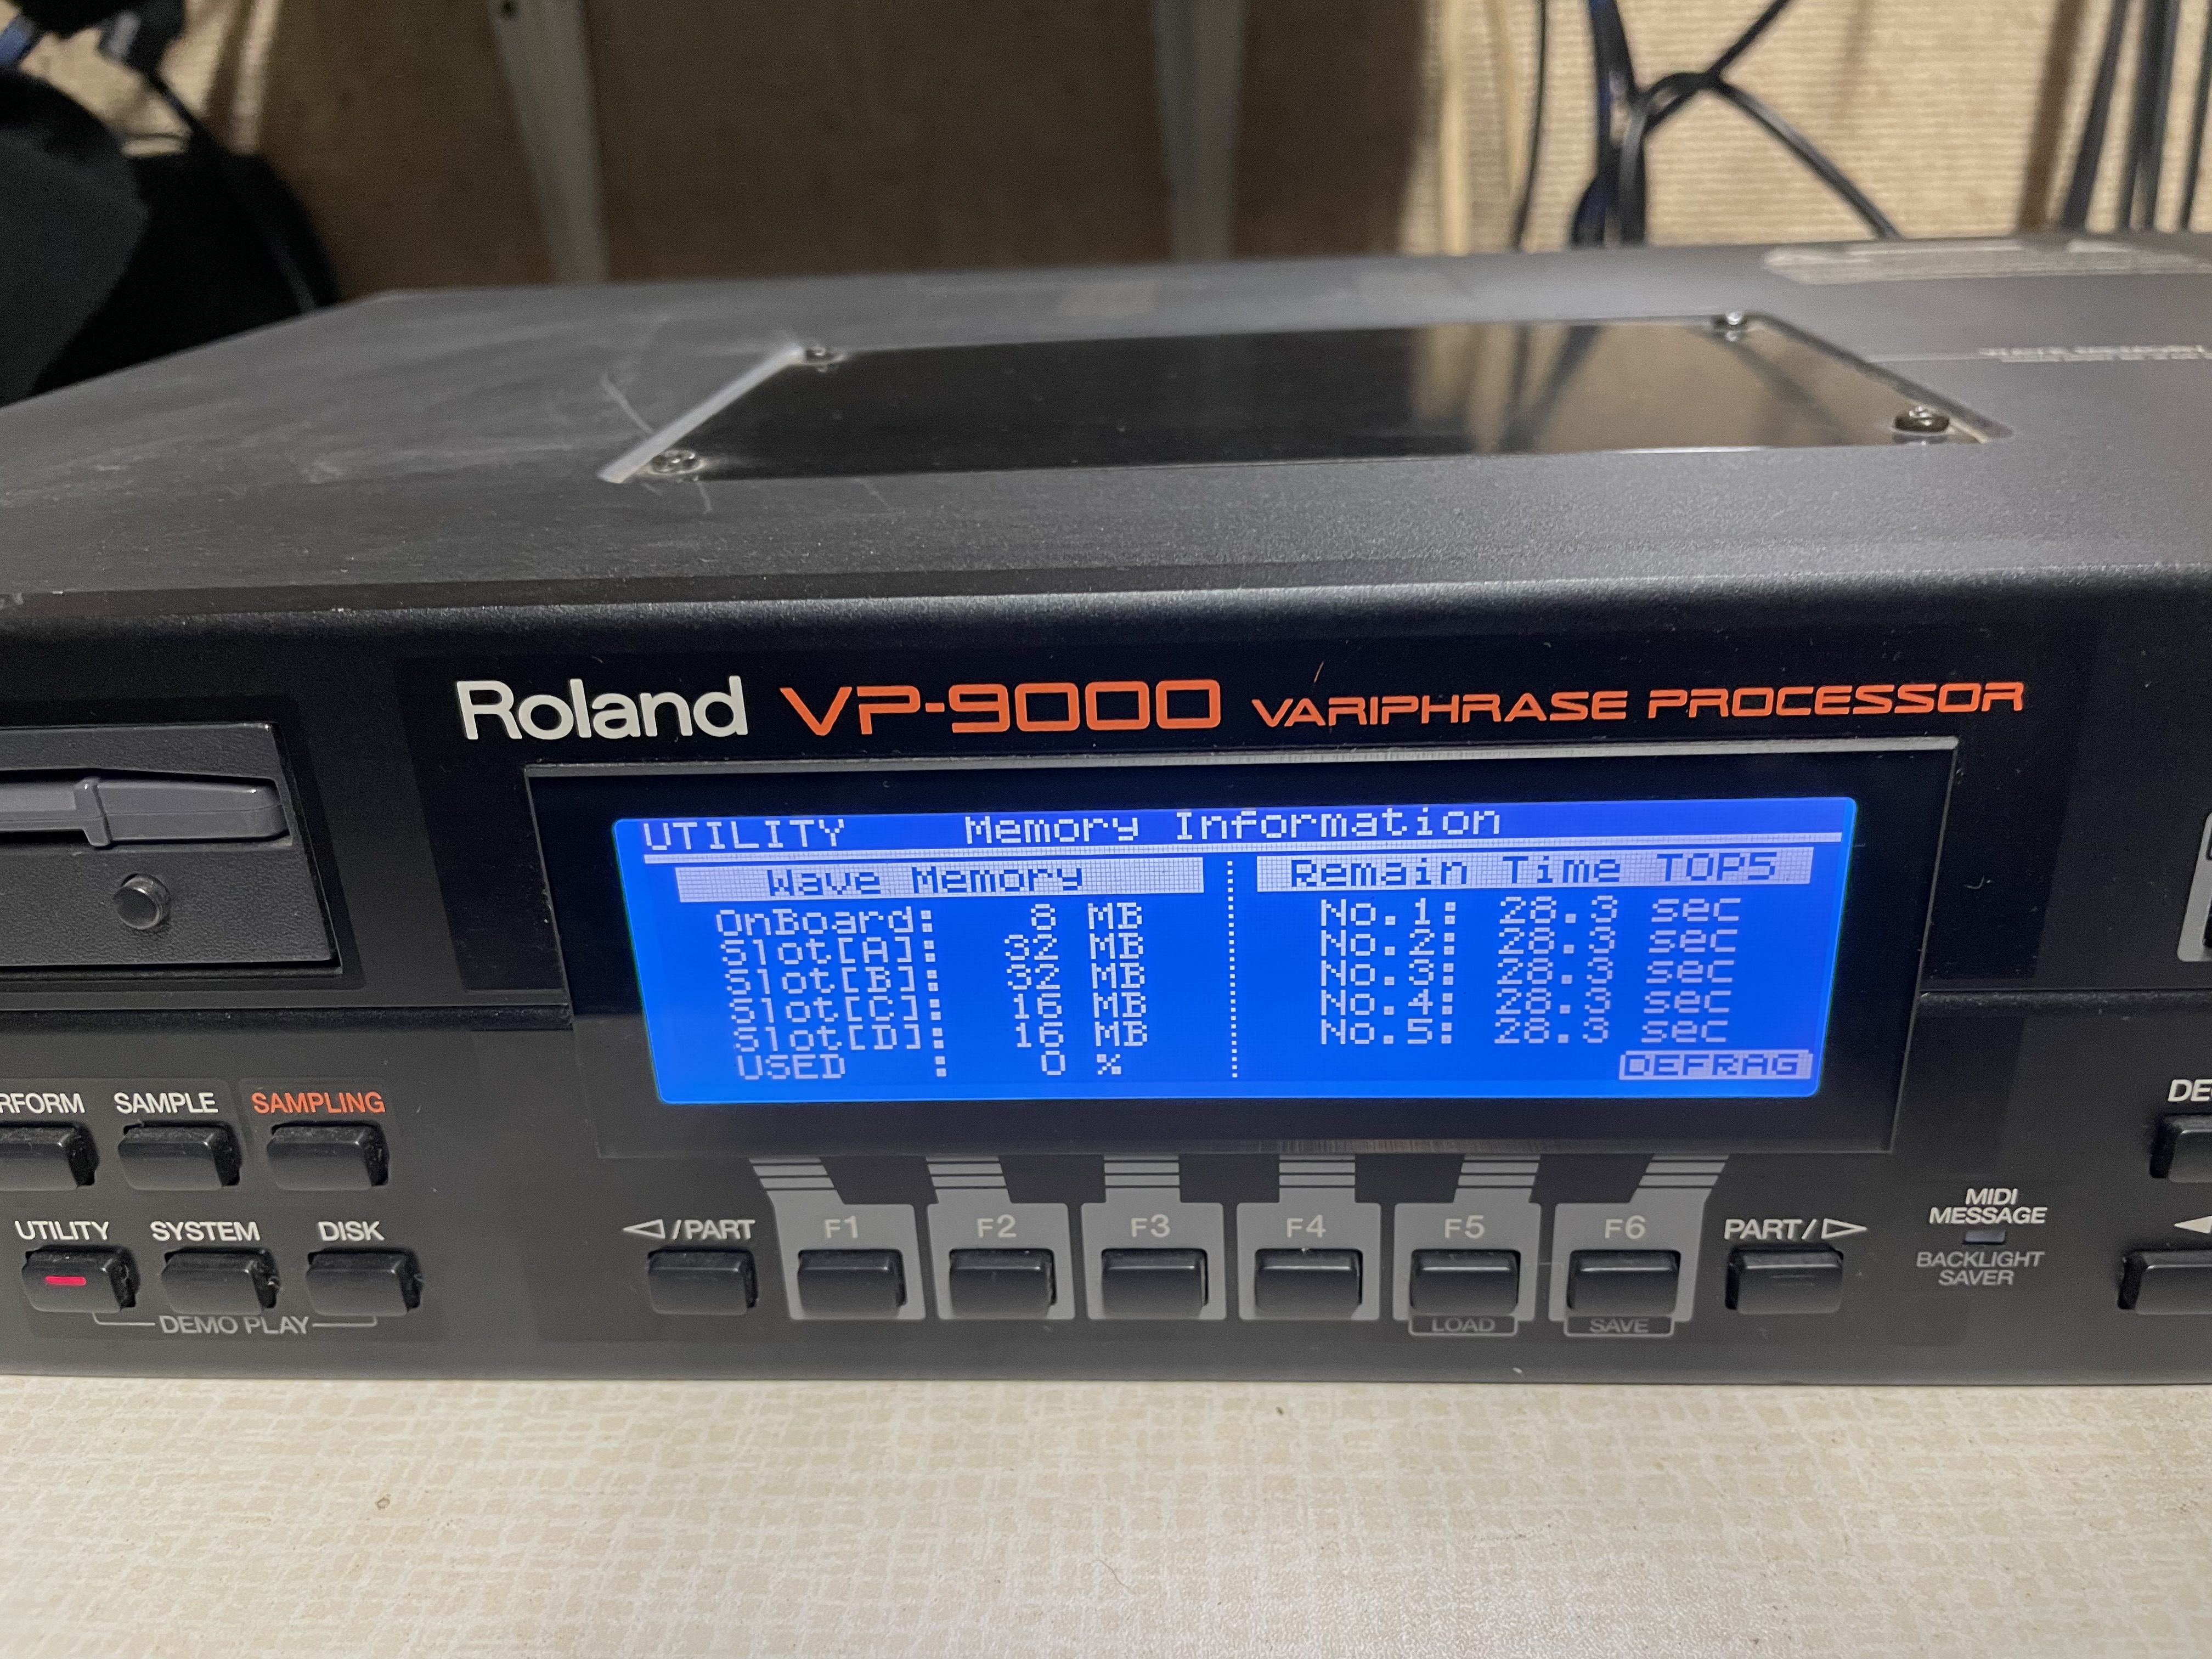 Roland VP-9000 VARIPHRASE PROCESSOR
UTILITY Memory Information
Wave Memory
OnBoard: 8 MB
Slot[A]: 32 MB
Slot[B]: 32 MB
Slot[C]: 16 MB
Slot[D]: 16 MB
USED : 0 %
Remain Time TOP5
No.1: 28.3 sec
No.2: 28.3 sec
No.3: 28.3 sec
No.4: 28.3 sec
No.5: 28.3 sec
DEFRAG
RFORM SAMPLE SAMPLING
UTILITY SYSTEM DISK
DEMO PLAY
◁/PART F1 F2 F3 F4 F5 F6 PART/▷
LOAD SAVE
MIDI
MESSAGE
BACKLIGHT
SAVER
DE